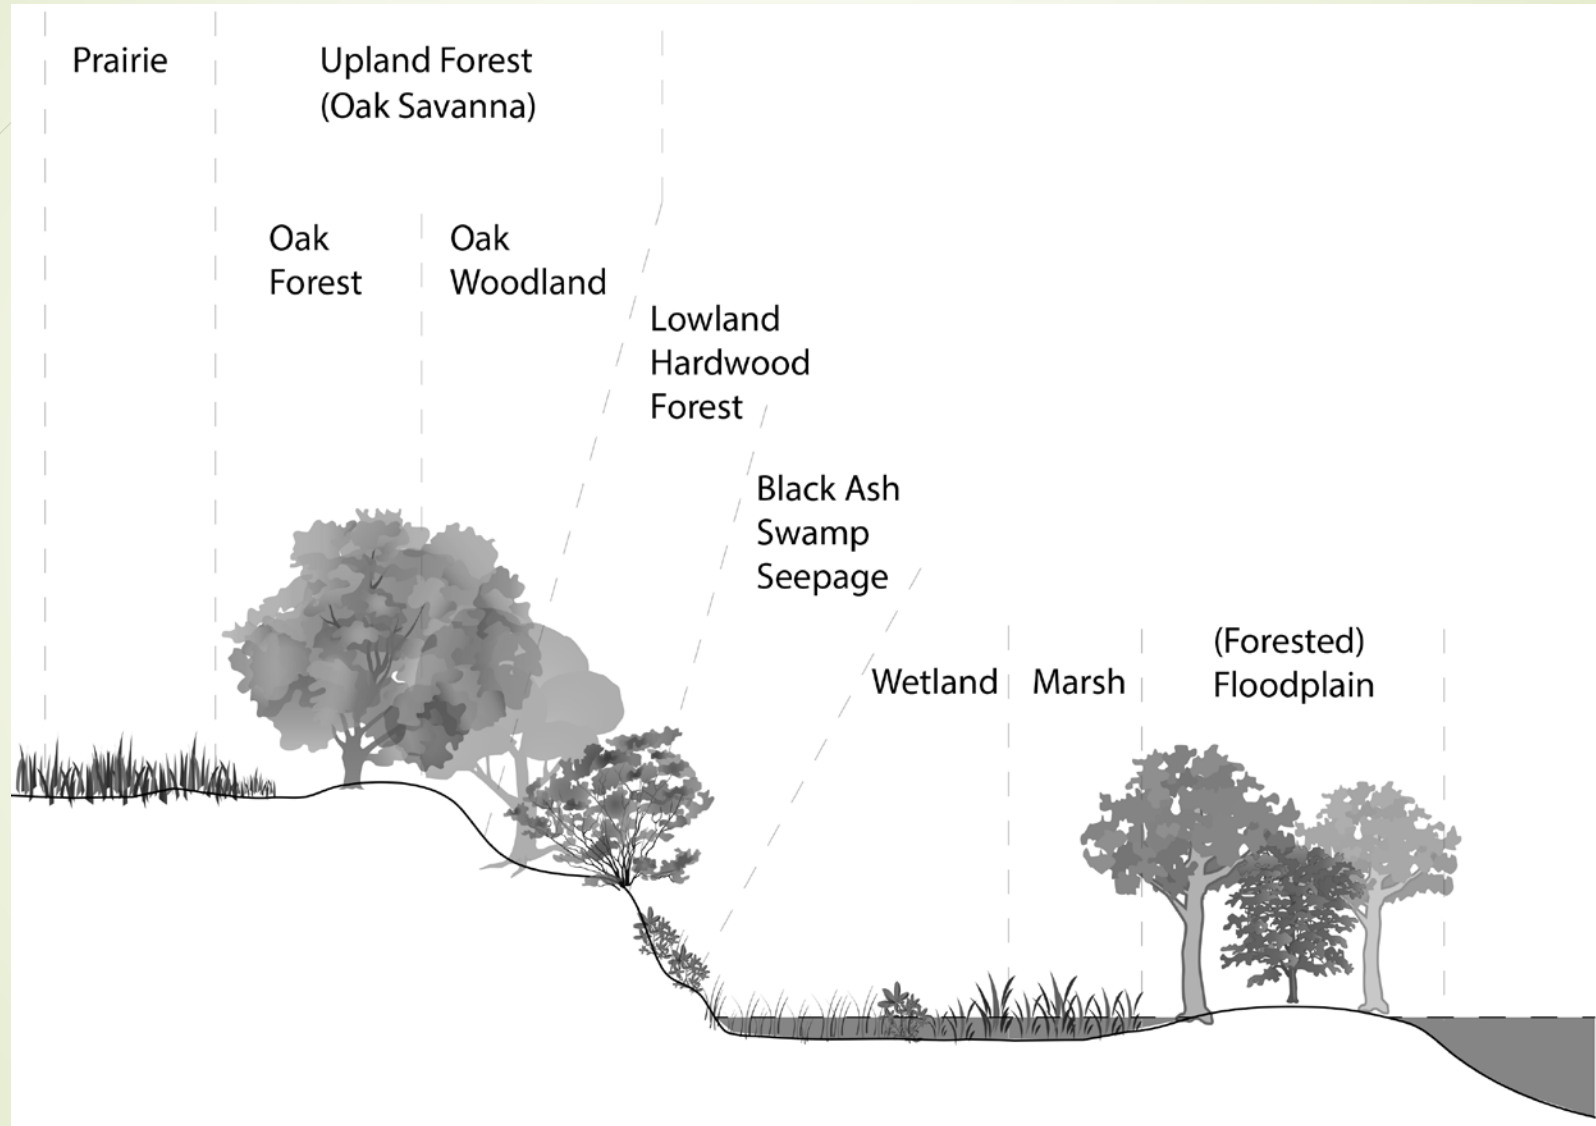 Prairie
Upland Forest
(Oak Savanna)
Oak
Forest
Oak
Woodland
Lowland
Hardwood
Forest
Black Ash
Swamp
Seepage
Wetland
Marsh
(Forested)
Floodplain